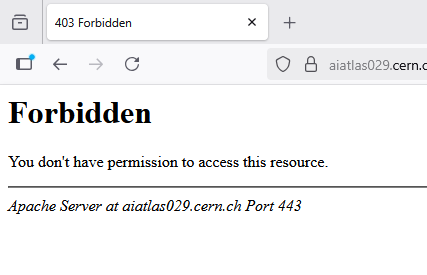 403 Forbidden
aiatlas029.cern.c
Forbidden
You don't have permission to access this resource.
Apache Server at aiatlas029.cern.ch Port 443